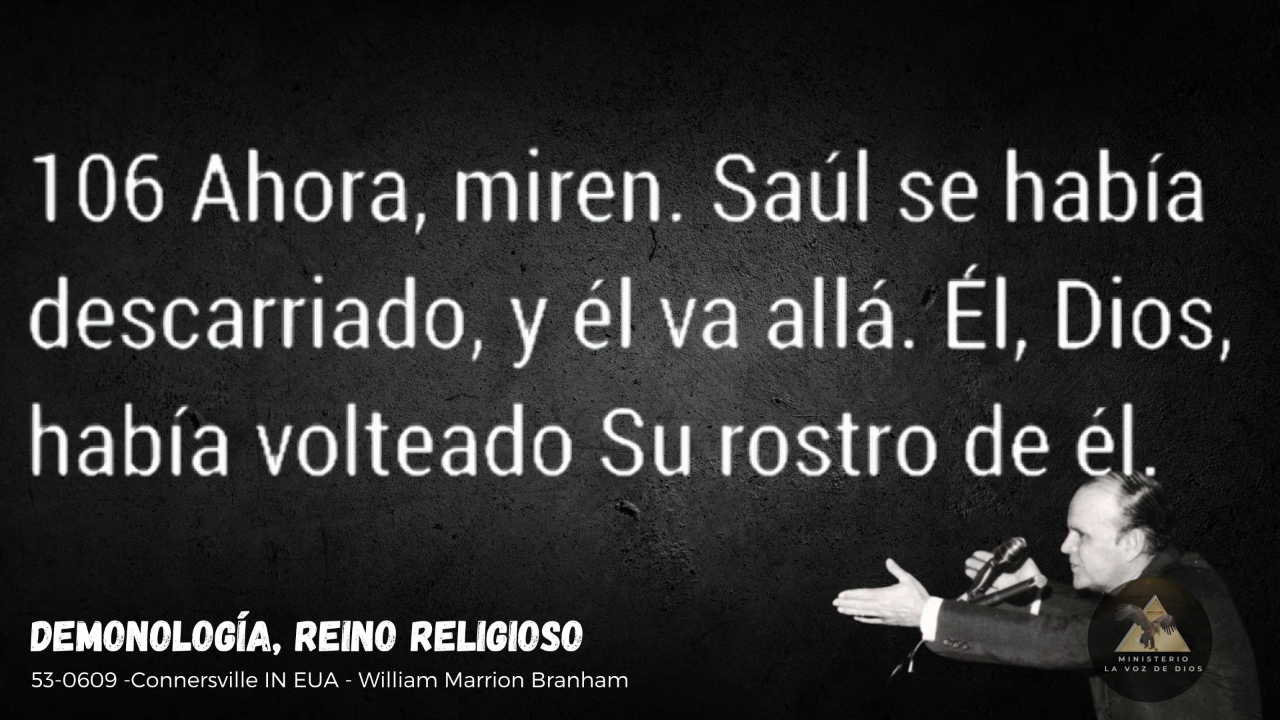 106 Ahora, miren. Saúl se había
descarriado, y él va allá. Él, Dios,
había volteado Su rostro de él.
DEMONOLOGÍA, REINO RELIGIOSO
53-0609 -Connersville IN EUA - William Marrion Branham
MINISTERIO
LA VOZ DE DIOS